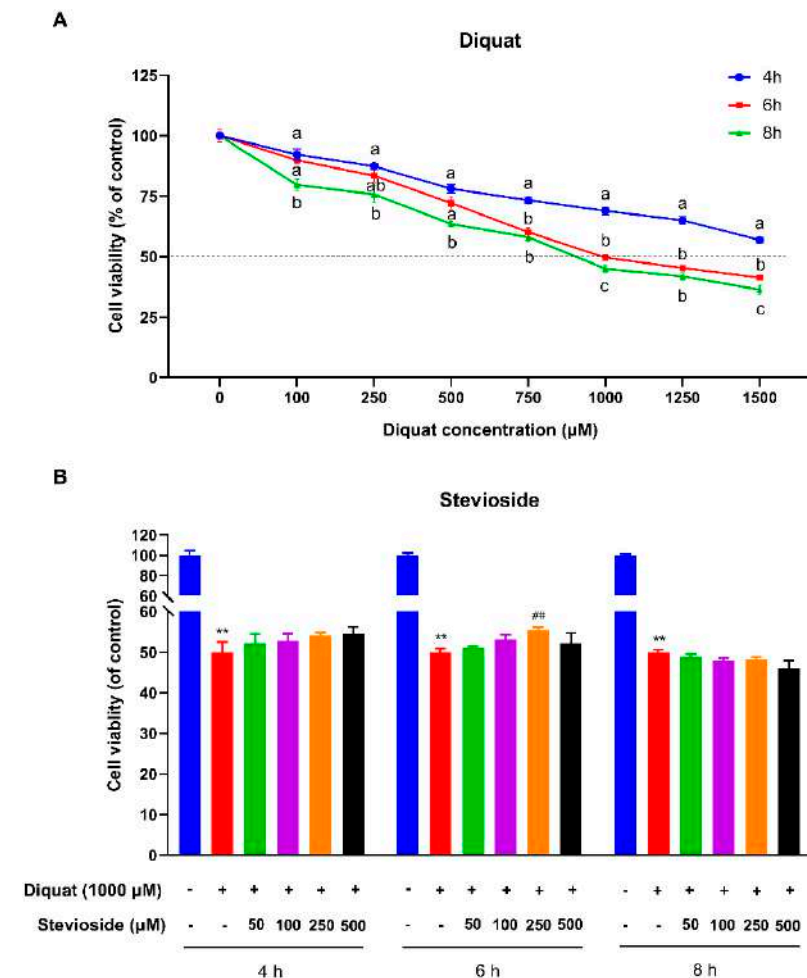 A
Diquat
125
100
75
50
25
0
Cell viability (% of control)
4h
6h
8h
a a a a a a a
a ab a b b b b
b b b b c b c
0 100 250 500 750 1000 1250 1500
Diquat concentration (µM)
B
Stevioside
120
100
80
60
60
50
40
30
20
10
0
Cell viablity (of control)
** ** ## **
Diquat (1000 µM) - + + + + + - + + + + + - + + + + +
Stevioside (µM) - - 50 100 250 500 - - 50 100 250 500 - - 50 100 250 500
4 h 6 h 8 h